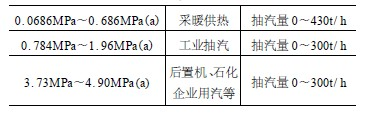 0.0686MPa～0.686MPa(a) 采暖供热 抽汽量 0～430t/h
0.784MPa～1.96MPa(a) 工业抽汽 抽汽量 0～300t/h
3.73MPa～4.90MPa(a) 后置机、石化企业用汽等 抽汽量 0～300t/h